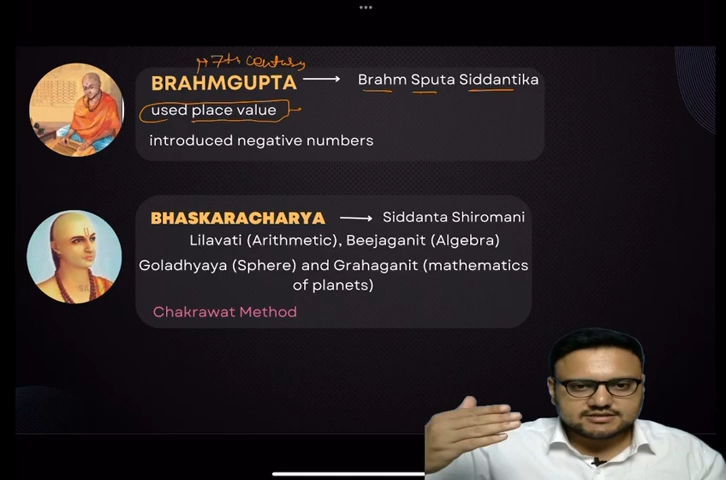 → 7th century
BRAHMGUPTA → Brahm Sputa Siddantika
used place value
introduced negative numbers
BHASKARACHARYA → Siddanta Shiromani
Lilavati (Arithmetic), Beejaganit (Algebra)
Goladhyaya (Sphere) and Grahaganit (mathematics
of planets)
Chakrawat Method